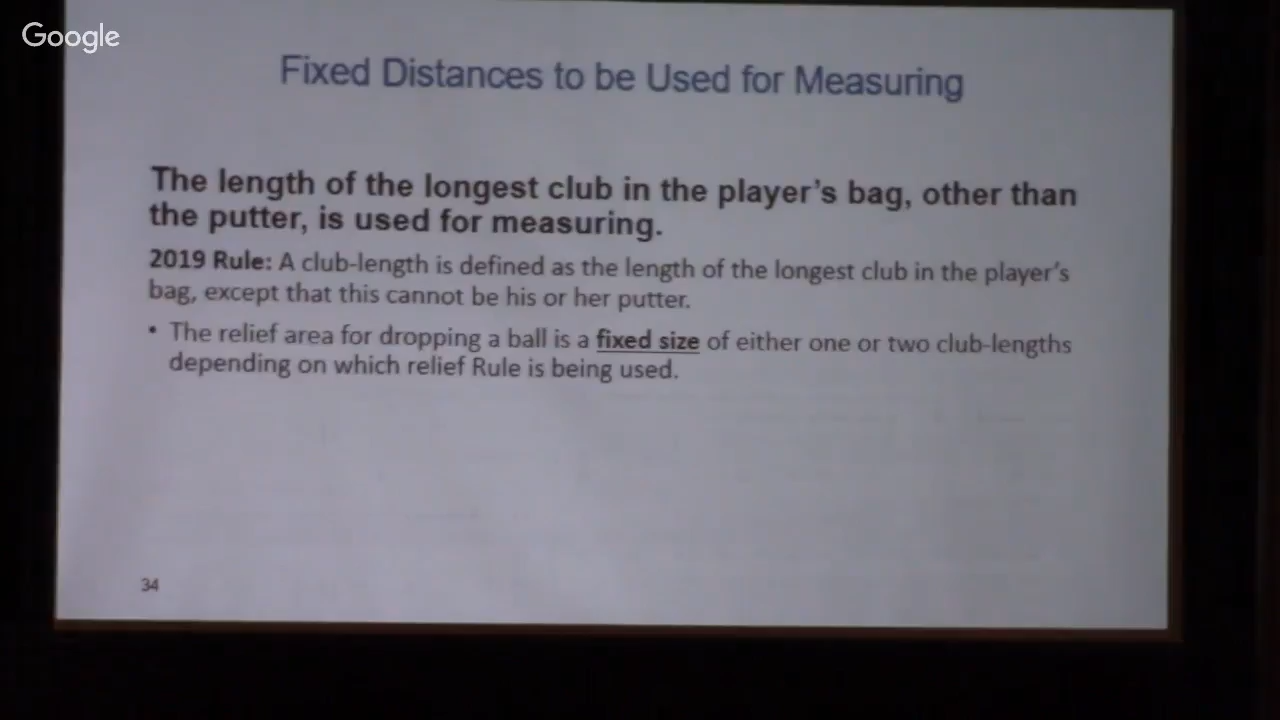 Google
Fixed Distances to be Used for Measuring
The length of the longest club in the player's bag, other than
the putter, is used for measuring.
2019 Rule: A club-length is defined as the length of the longest club in the player's
bag, except that this cannot be his or her putter.
• The relief area for dropping a ball is a fixed size of either one or two club-lengths
depending on which relief Rule is being used.
34